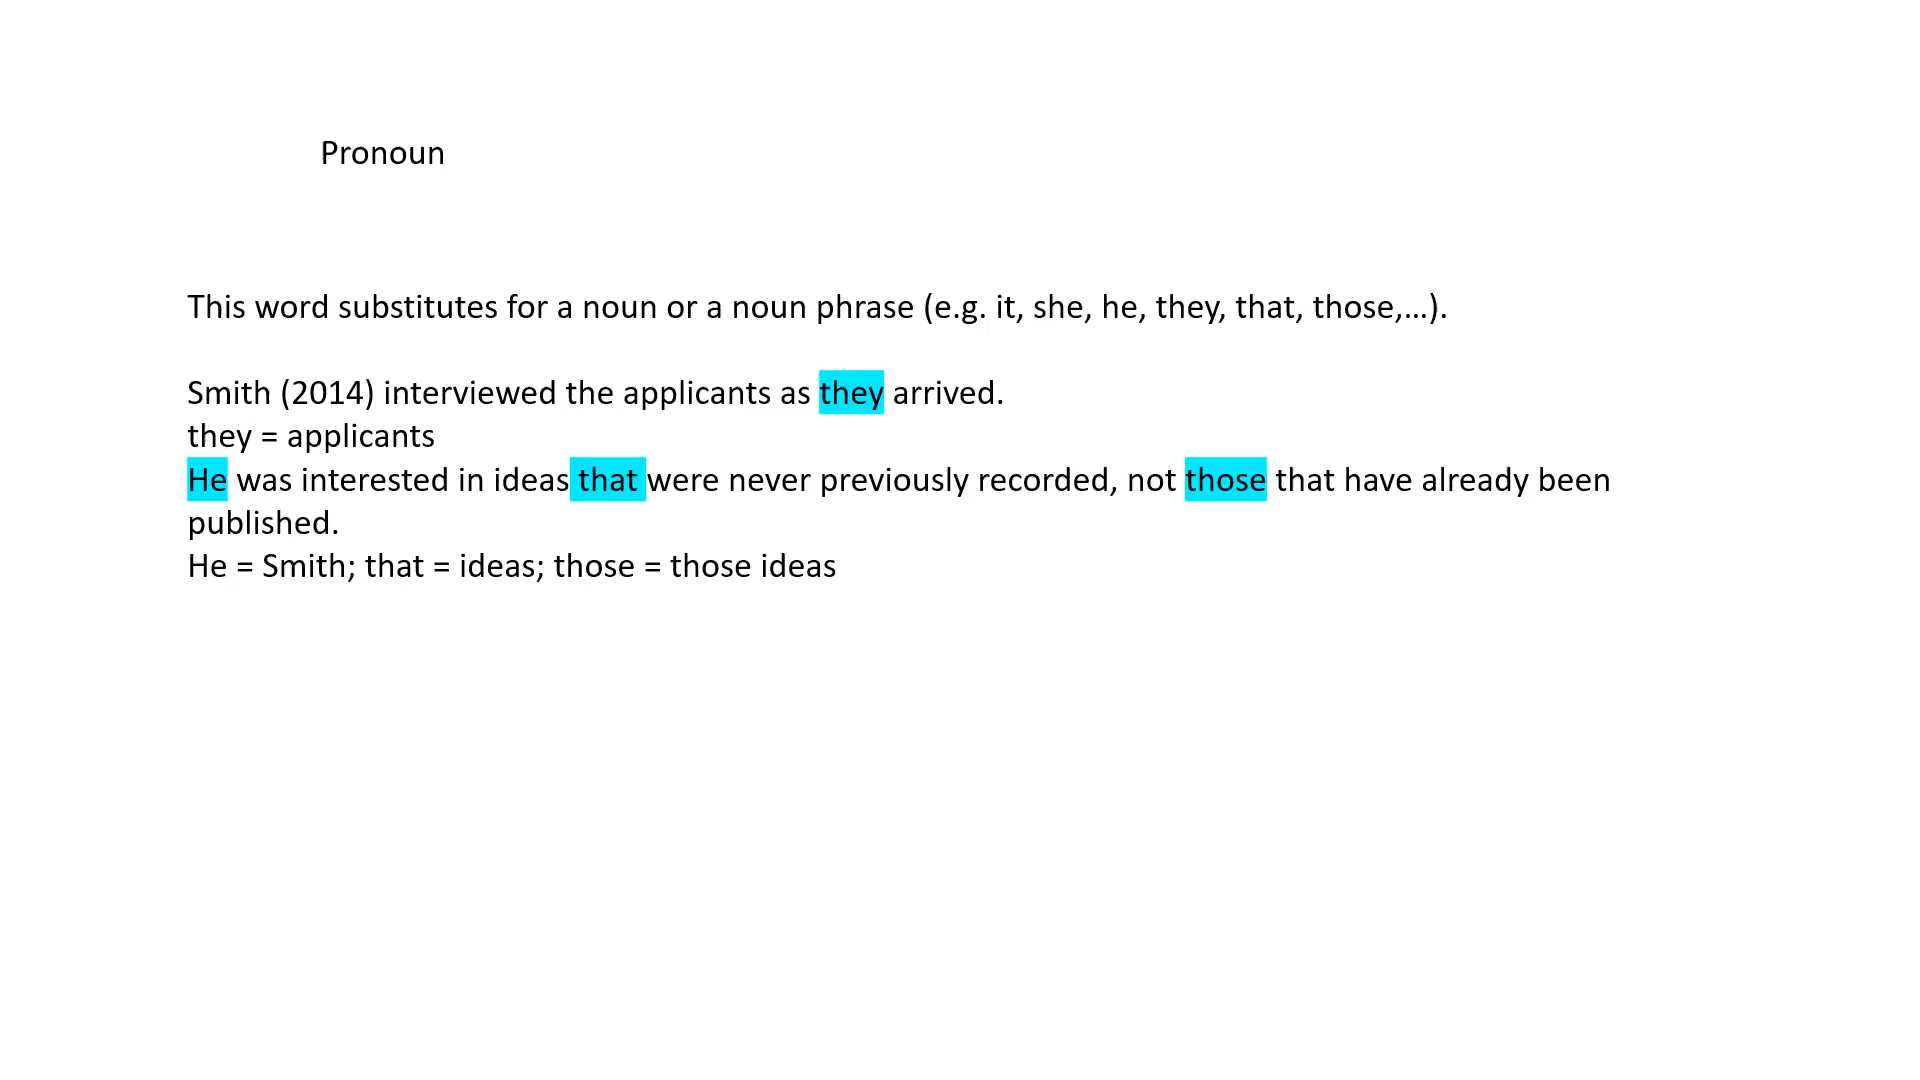 Pronoun
This word substitutes for a noun or a noun phrase (e.g. it, she, he, they, that, those,...).
Smith (2014) interviewed the applicants as they arrived.
they = applicants
He was interested in ideas that were never previously recorded, not those that have already been
published.
He = Smith; that = ideas; those = those ideas